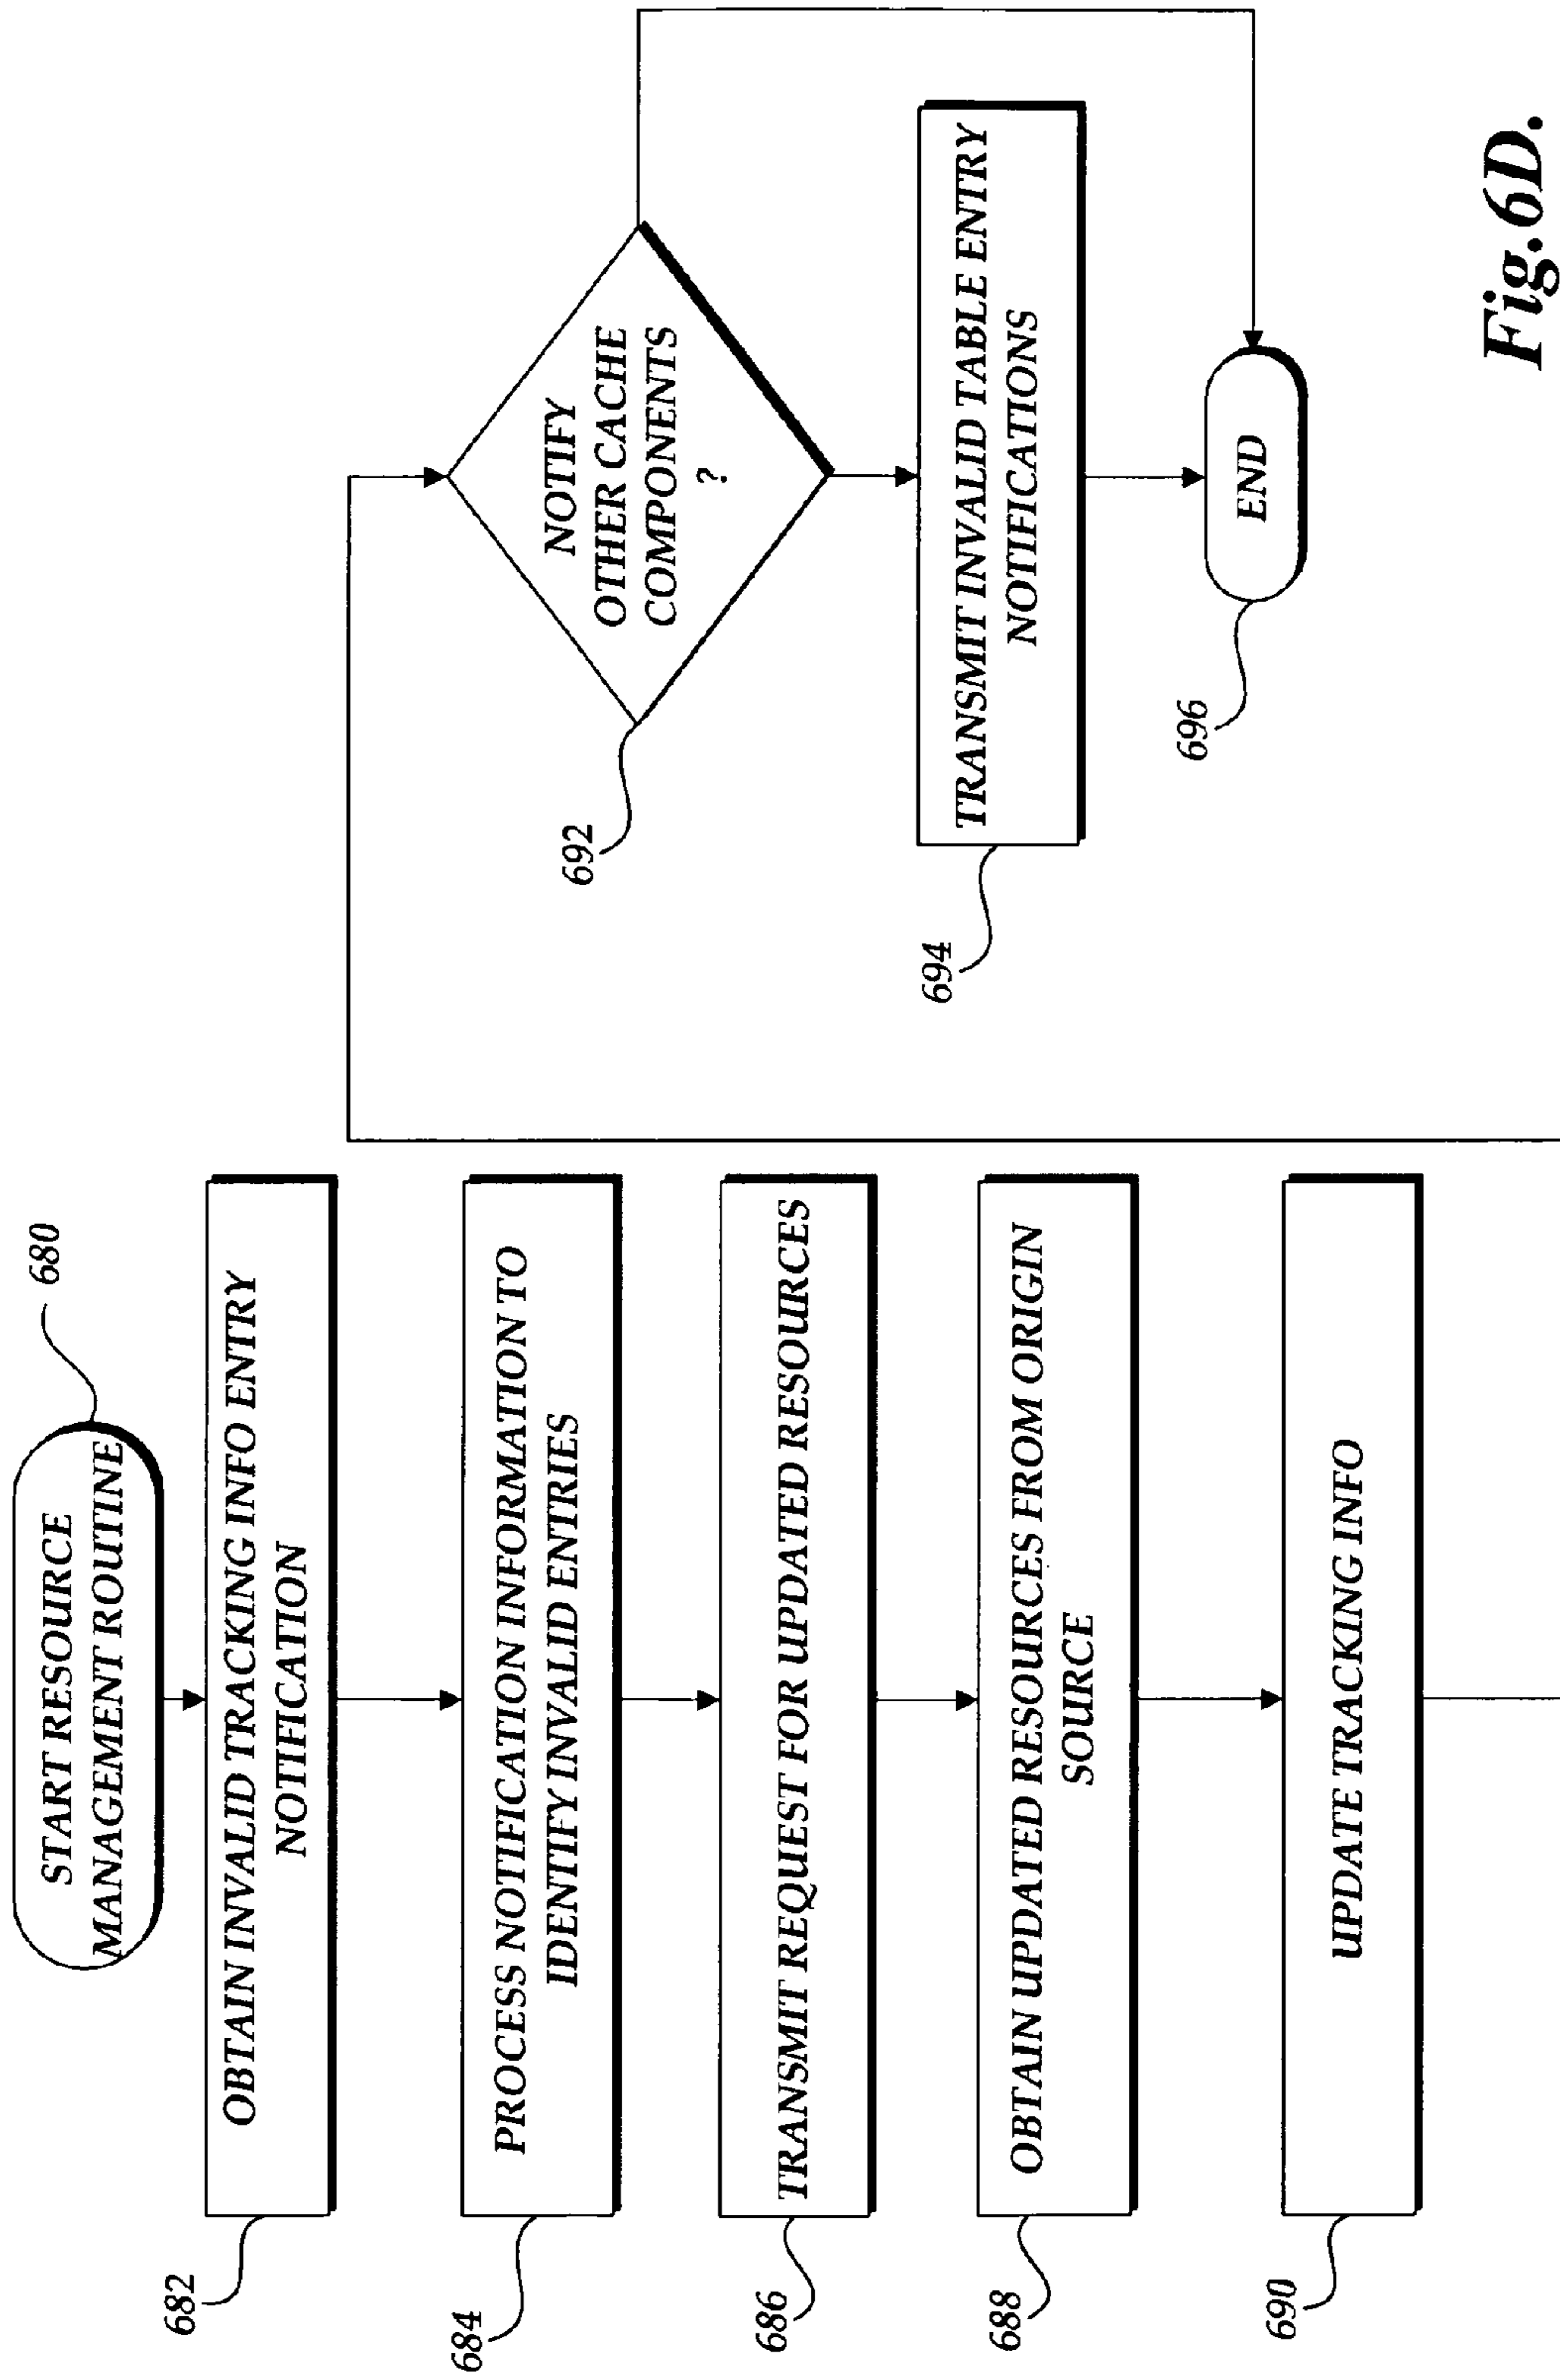 START RESOURCE
MANAGEMENT ROUTINE
680
OBTAIN INVALID TRACKING INFO ENTRY
NOTIFICATION
682
PROCESS NOTIFICATION INFORMATION TO
IDENTIFY INVALID ENTRIES
684
TRANSMIT REQUEST FOR UPDATED RESOURCES
686
OBTAIN UPDATED RESOURCES FROM ORIGIN
SOURCE
688
UPDATE TRACKING INFO
690
NOTIFY
OTHER CACHE
COMPONENTS
?
692
TRANSMIT INVALID TABLE ENTRY
NOTIFICATIONS
694
END
696
Fig.6D.